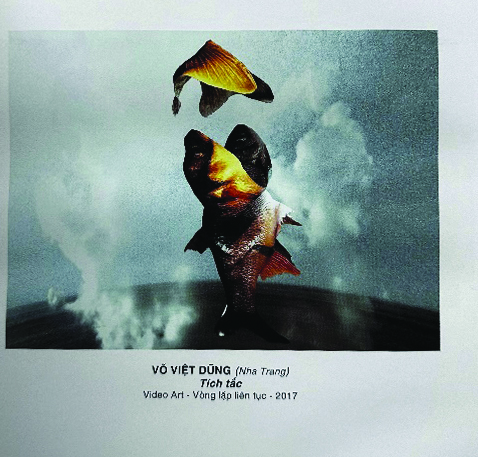 VÕ VIỆT DŨNG (Nha Trang)
Tích tắc
Video Art - Vòng lặp liên tục - 2017